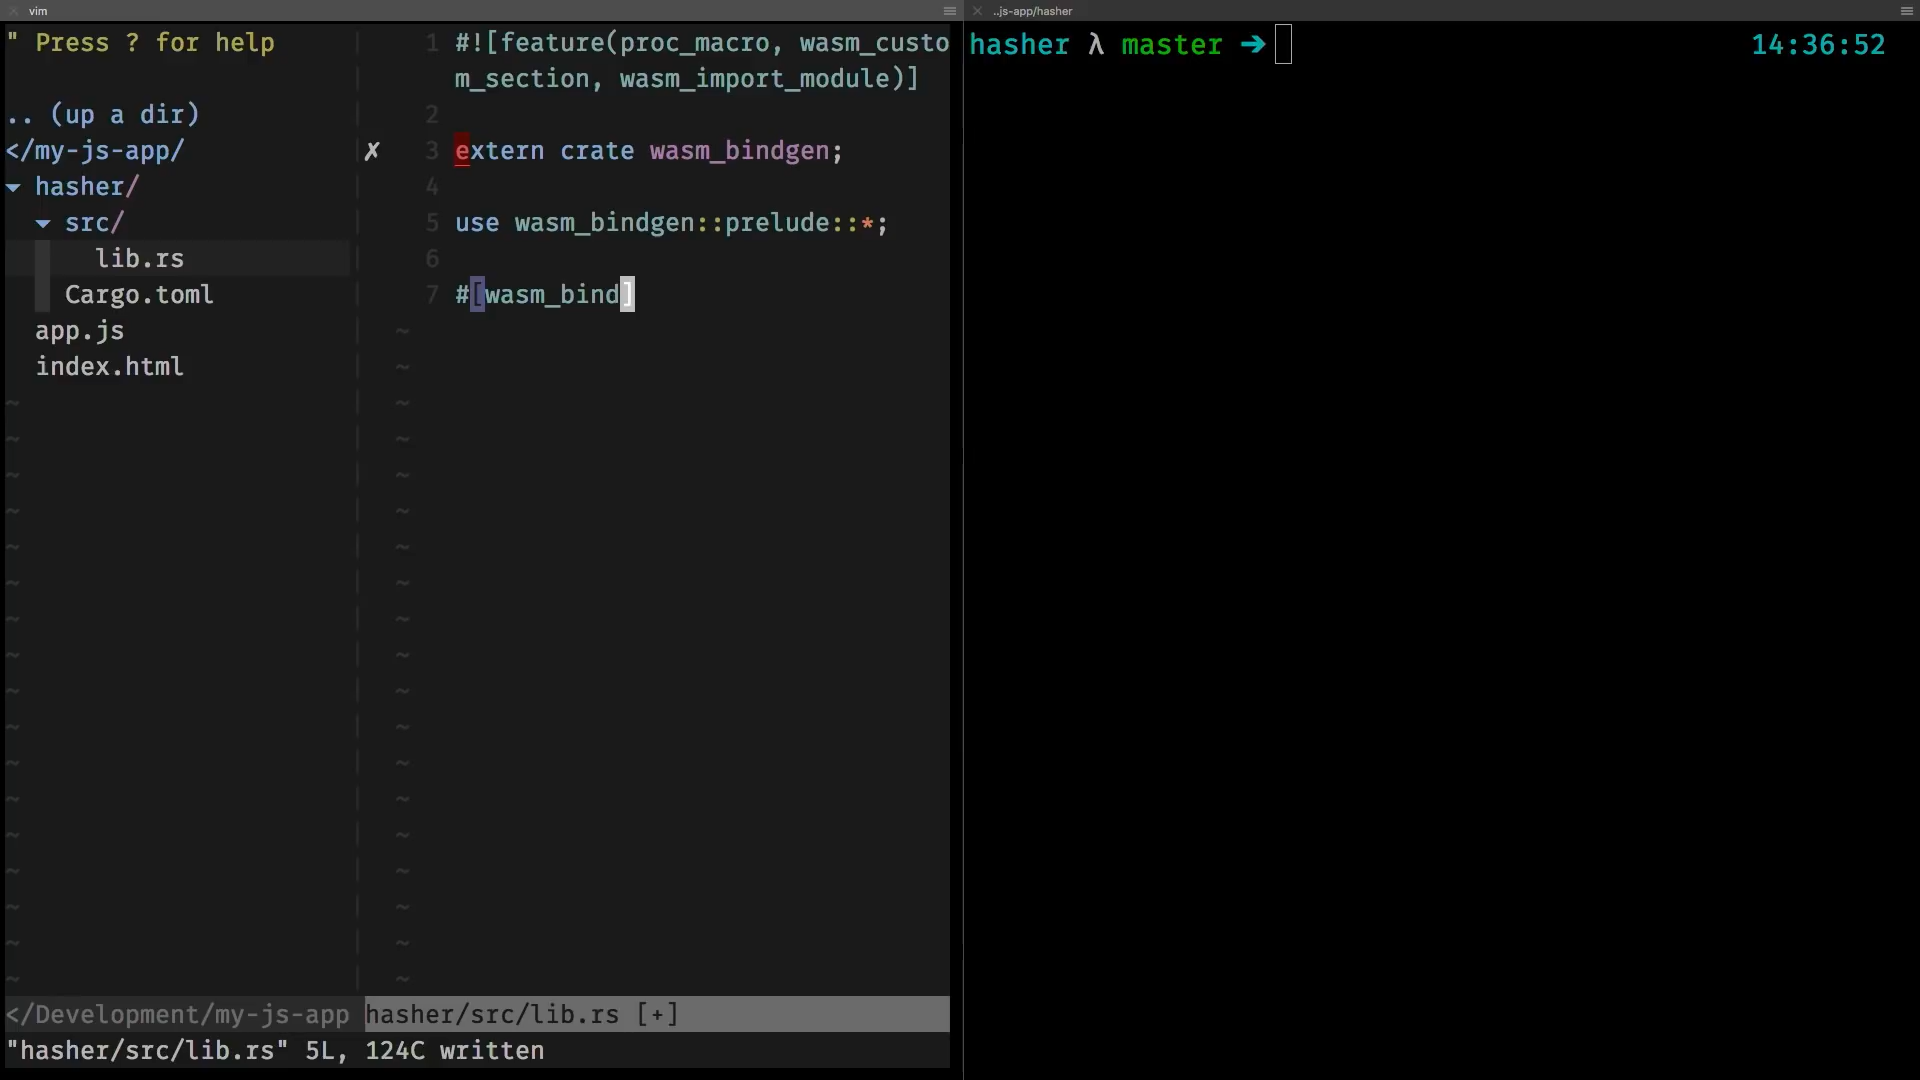 vim
..js-app/hasher
" Press ? for help
.. (up a dir)
</my-js-app/
▾ hasher/
▾ src/
lib.rs
Cargo.toml
app.js
index.html
1 #![feature(proc_macro, wasm_custo
m_section, wasm_import_module)]
2
✗ 3 extern crate wasm_bindgen;
4
5 use wasm_bindgen::prelude::*;
6
7 #[wasm_bind]
</Development/my-js-app
hasher/src/lib.rs [+]
"hasher/src/lib.rs" 5L, 124C written
hasher λ master ➔
14:36:52